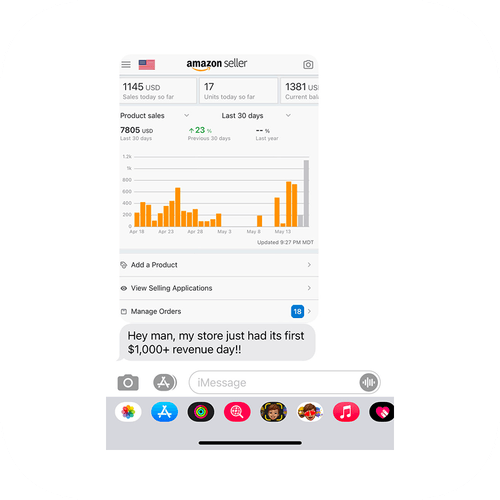 amazon seller
1145 USD
Sales today so far
17
Units today so far
1381 USD
Current bala
Product sales
Last 30 days
7805 USD
Last 30 days
↑ 23 %
Previous 30 days
-- %
Last year
1.2k
1k
800
600
400
200
0
Apr 18
Apr 23
Apr 28
May 3
May 8
May 13
Updated 9:27 PM MDT
Add a Product
View Selling Applications
Manage Orders
18
Hey man, my store just had its first
$1,000+ revenue day!!
iMessage